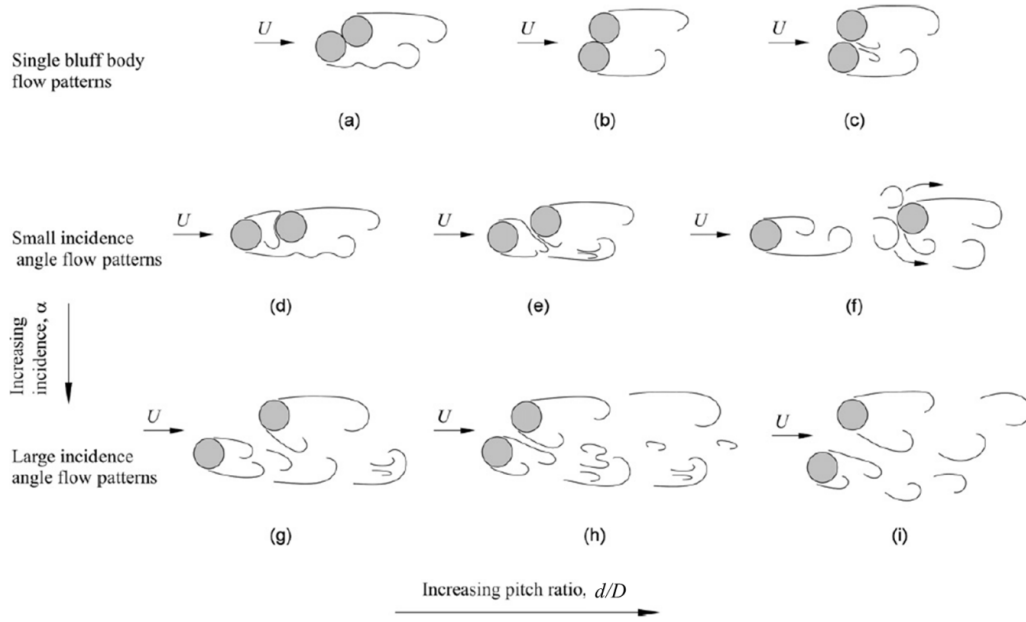 U
U
U
Single bluff body
flow patterns
(a)
(b)
(c)
U
U
U
Small incidence
angle flow patterns
(d)
(e)
(f)
Increasing
incidence, α
U
U
U
Large incidence
angle flow patterns
(g)
(h)
(i)
Increasing pitch ratio, d/D